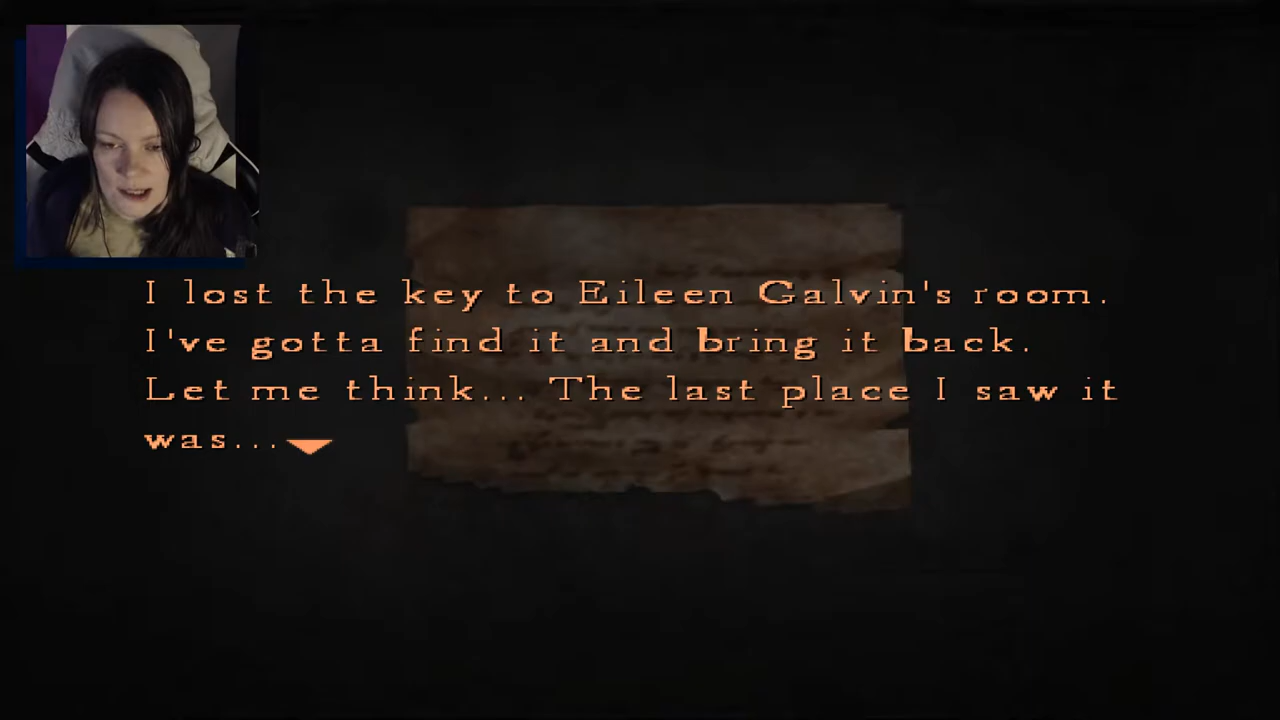 I lost the key to Eileen Galvin's room.
I've gotta find it and bring it back.
Let me think... The last place I saw it
was...